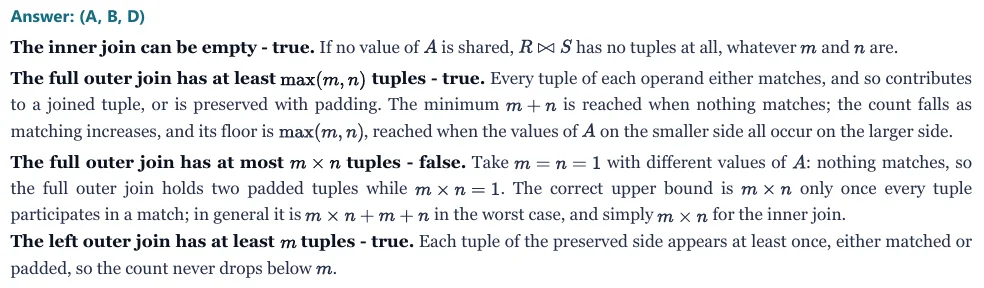 Answer: (A, B, D)
The inner join can be empty - true. If no value of A is shared, R ⋈ S has no tuples at all, whatever m and n are.
The full outer join has at least max(m, n) tuples - true. Every tuple of each operand either matches, and so contributes
to a joined tuple, or is preserved with padding. The minimum m + n is reached when nothing matches; the count falls as
matching increases, and its floor is max(m, n), reached when the values of A on the smaller side all occur on the larger side.
The full outer join has at most m × n tuples - false. Take m = n = 1 with different values of A: nothing matches, so
the full outer join holds two padded tuples while m × n = 1. The correct upper bound is m × n only once every tuple
participates in a match; in general it is m × n + m + n in the worst case, and simply m × n for the inner join.
The left outer join has at least m tuples - true. Each tuple of the preserved side appears at least once, either matched or
padded, so the count never drops below m.